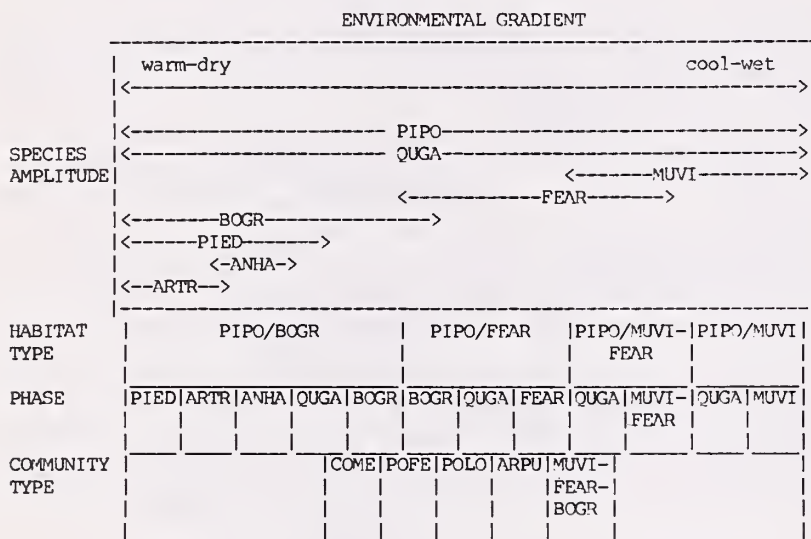 ENVIRONMENTAL GRADIENT
warm-dry cool-wet
PIPO
SPECIES QUGA
AMPLITUDE MUVI
FEAR
BOGR
PIED
ANHA
ARTR
HABITAT PIPO/BOGR PIPO/FEAR PIPO/MUVI- PIPO/MUVI
TYPE FEAR
PHASE PIED ARTR ANHA QUGA BOGR BOGR QUGA FEAR QUGA MUVI- QUGA MUVI
FEAR
COMMUNITY COME POFE POLO ARPU MUVI-
TYPE FEAR-
BOGR